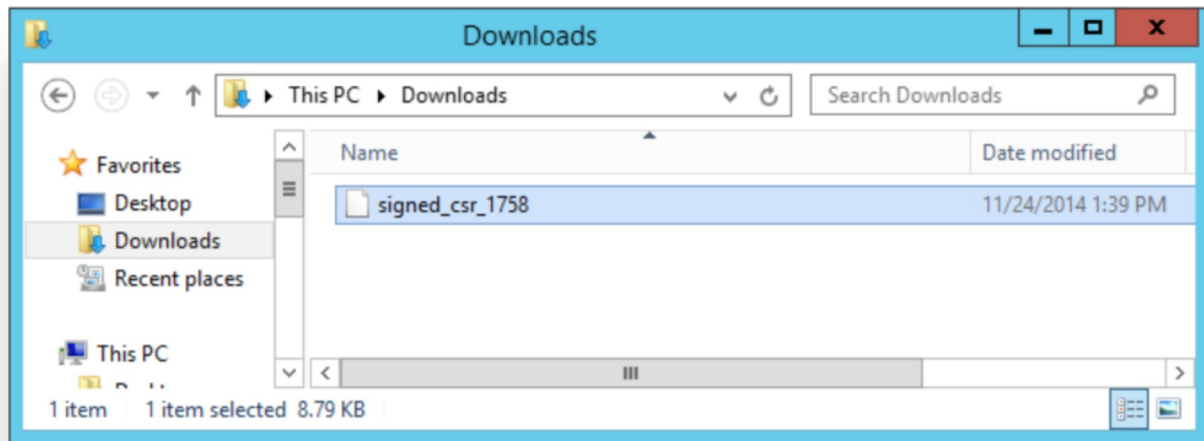 Downloads
This PC Downloads
Search Downloads
Favorites
Desktop
Downloads
Recent places
This PC
Name Date modified
signed_csr_1758 11/24/2014 1:39 PM
1 item 1 item selected 8.79 KB